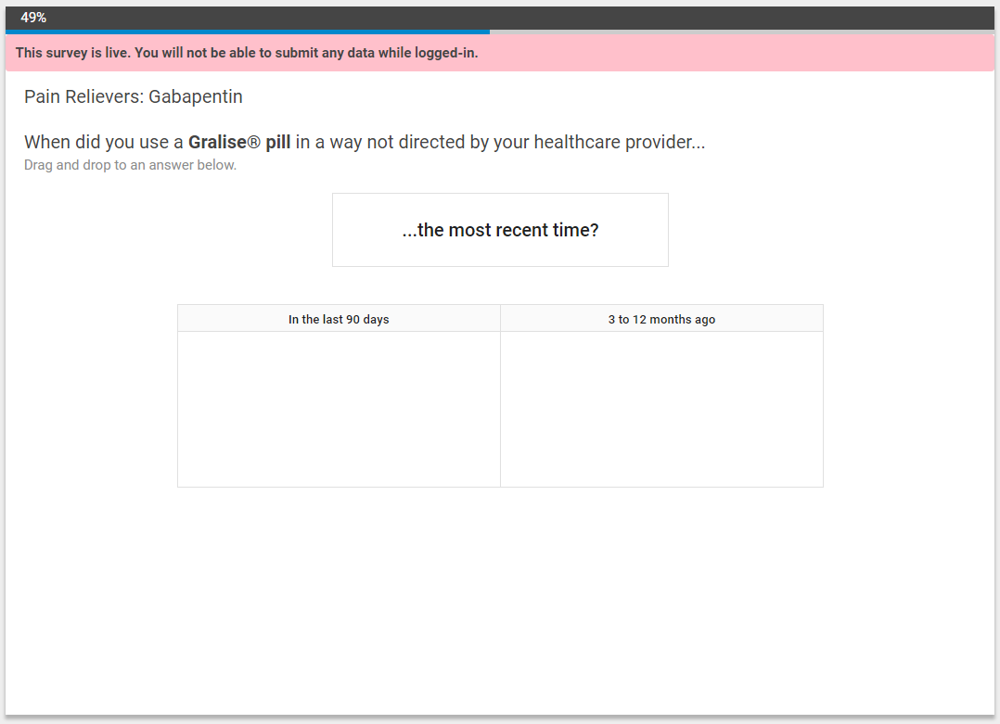 49%
This survey is live. You will not be able to submit any data while logged-in.
Pain Relievers: Gabapentin
When did you use a Gralise® pill in a way not directed by your healthcare provider...
Drag and drop to an answer below.
...the most recent time?
In the last 90 days
3 to 12 months ago